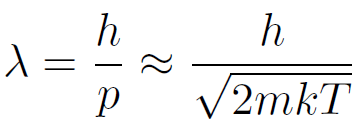 λ = h/p ≈ h/√(2mkT)